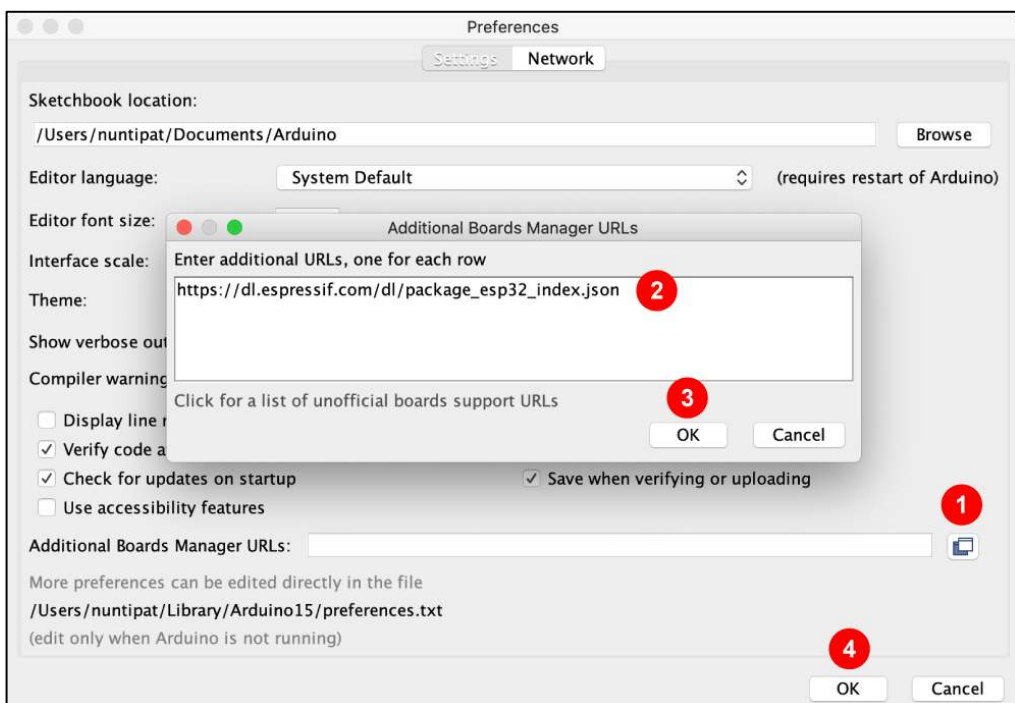 Preferences
Settings Network
Sketchbook location:
/Users/nuntipat/Documents/Arduino Browse
Editor language: System Default (requires restart of Arduino)
Editor font size:
Additional Boards Manager URLs
Interface scale:
Enter additional URLs, one for each row
https://dl.espressif.com/dl/package_esp32_index.json 2
Theme:
Show verbose out
Compiler warning
Click for a list of unofficial boards support URLs
3
Display line
OK Cancel
Verify code a
Check for updates on startup Save when verifying or uploading
Use accessibility features
1
Additional Boards Manager URLs:
More preferences can be edited directly in the file
/Users/nuntipat/Library/Arduino15/preferences.txt
(edit only when Arduino is not running)
4
OK Cancel